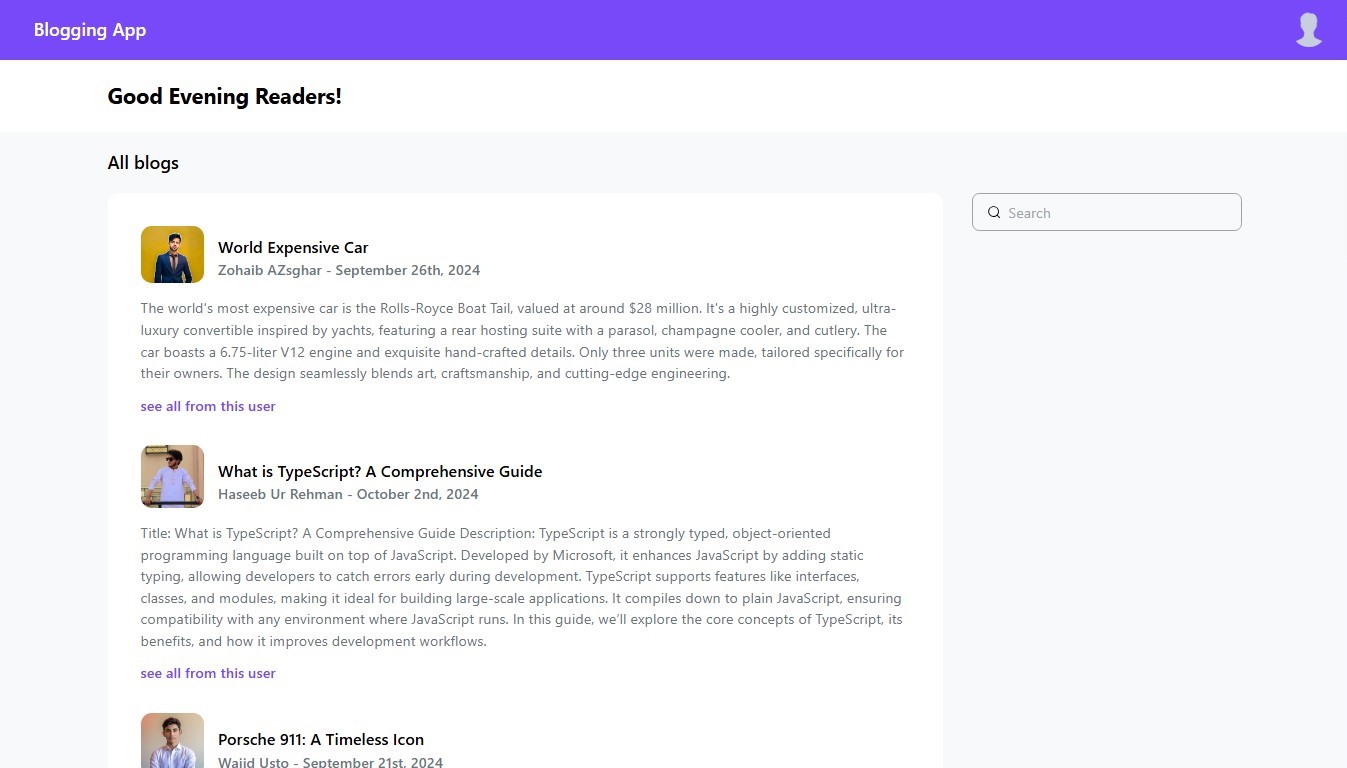 Blogging App
Good Evening Readers!
All blogs
Search
World Expensive Car
Zohaib AZsghar - September 26th, 2024
The world's most expensive car is the Rolls-Royce Boat Tail, valued at around $28 million. It's a highly customized, ultra-
luxury convertible inspired by yachts, featuring a rear hosting suite with a parasol, champagne cooler, and cutlery. The
car boasts a 6.75-liter V12 engine and exquisite hand-crafted details. Only three units were made, tailored specifically for
their owners. The design seamlessly blends art, craftsmanship, and cutting-edge engineering.
see all from this user
What is TypeScript? A Comprehensive Guide
Haseeb Ur Rehman - October 2nd, 2024
Title: What is TypeScript? A Comprehensive Guide Description: TypeScript is a strongly typed, object-oriented
programming language built on top of JavaScript. Developed by Microsoft, it enhances JavaScript by adding static
typing, allowing developers to catch errors early during development. TypeScript supports features like interfaces,
classes, and modules, making it ideal for building large-scale applications. It compiles down to plain JavaScript, ensuring
compatibility with any environment where JavaScript runs. In this guide, we’ll explore the core concepts of TypeScript, its
benefits, and how it improves development workflows.
see all from this user
Porsche 911: A Timeless Icon
Wajid Usto - September 21st, 2024